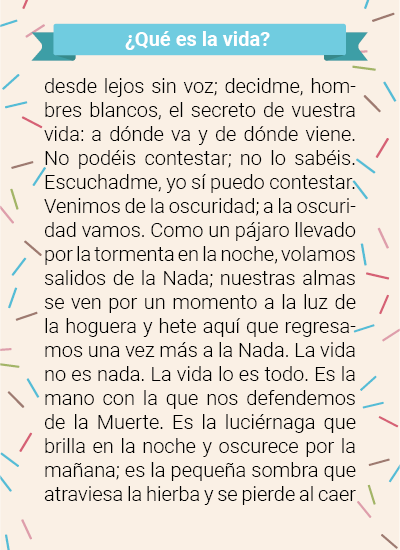 ¿Qué es la vida?
desde lejos sin voz; decidme, hom-
bres blancos, el secreto de vuestra
vida: a dónde va y de dónde viene.
No podéis contestar; no lo sabéis.
Escuchadme, yo sí puedo contestar.
Venimos de la oscuridad; a la oscuri-
dad vamos. Como un pájaro llevado
por la tormenta en la noche, volamos
salidos de la Nada; nuestras almas
se ven por un momento a la luz de
la hoguera y hete aquí que regresa-
mos una vez más a la Nada. La vida
no es nada. La vida lo es todo. Es la
mano con la que nos defendemos
de la Muerte. Es la luciérnaga que
brilla en la noche y oscurece por la
mañana; es la pequeña sombra que
atraviesa la hierba y se pierde al caer